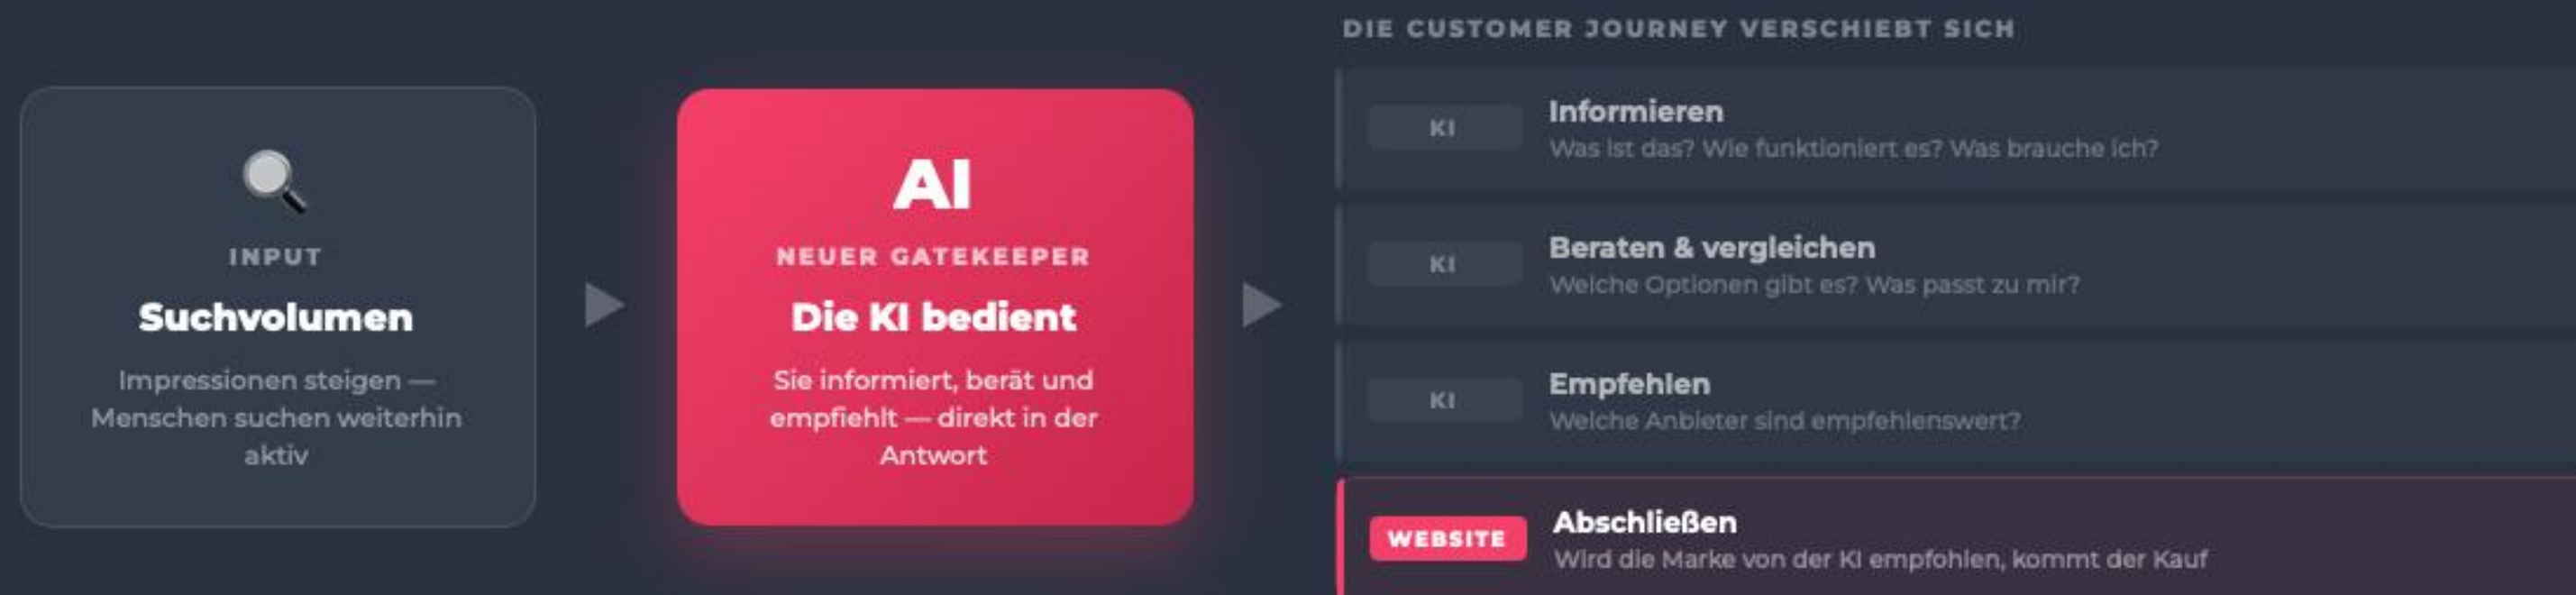 INPUT
Suchvolumen
Impressionen steigen —
Menschen suchen weiterhin
aktiv
AI
NEUER GATEKEEPER
Die KI bedient
Sie informiert, berät und
empfiehlt — direkt in der
Antwort
DIE CUSTOMER JOURNEY VERSCHIEBT SICH
KI
Informieren
Was ist das? Wie funktioniert es? Was brauche ich?
KI
Beraten & vergleichen
Welche Optionen gibt es? Was passt zu mir?
KI
Empfehlen
Welche Anbieter sind empfehlenswert?
WEBSITE
Abschließen
Wird die Marke von der KI empfohlen, kommt der Kauf